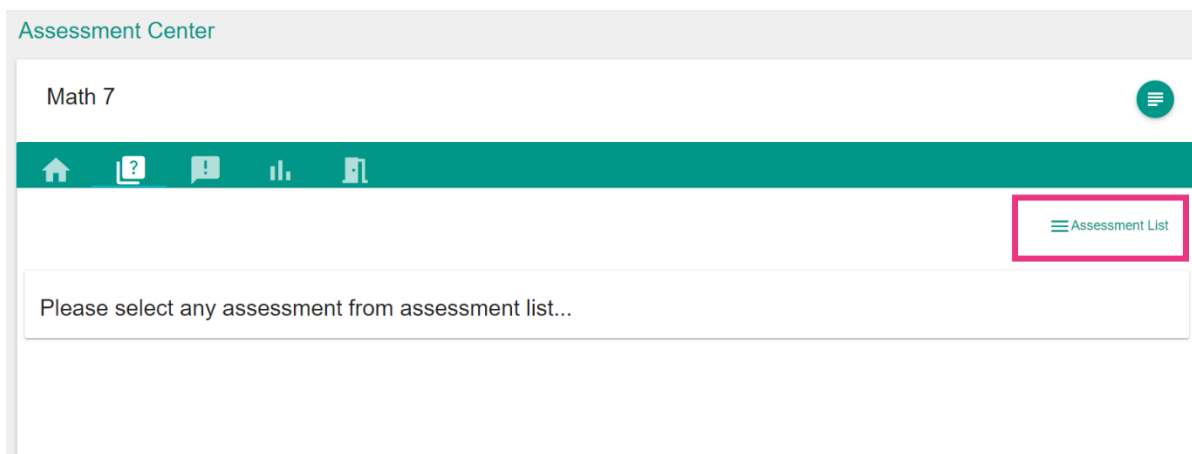 Assessment Center
Math 7
Assessment List
Please select any assessment from assessment list...